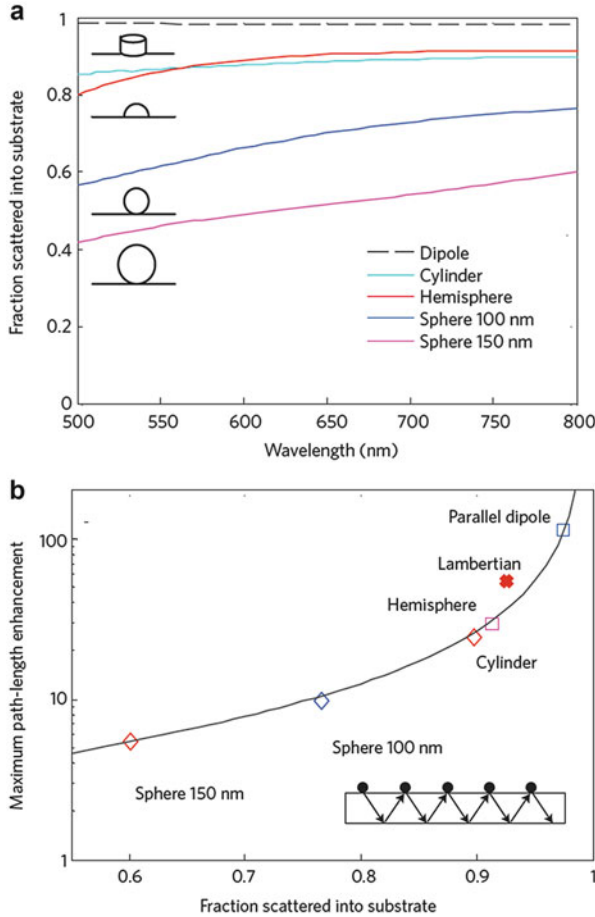 a
Fraction scattered into substrate
1
0.8
0.6
0.4
0.2
0
Dipole
Cylinder
Hemisphere
Sphere 100 nm
Sphere 150 nm
500 550 600 650 700 750 800
Wavelength (nm)
b
Maximum path-length enhancement
100
10
1
Parallel dipole
Lambertian
Hemisphere
Cylinder
Sphere 100 nm
Sphere 150 nm
0.6 0.7 0.8 0.9 1
Fraction scattered into substrate